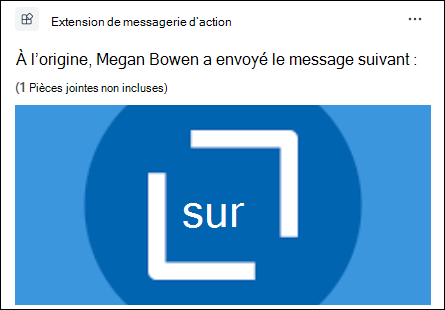 Extension de messagerie d’action
À l’origine, Megan Bowen a envoyé le message suivant :
(1 Pièces jointes non incluses)
sur